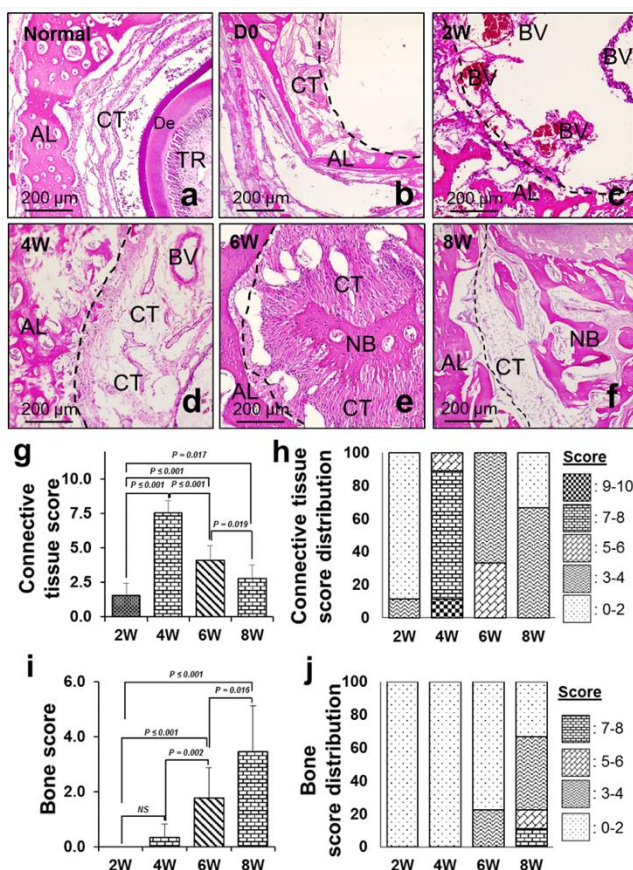 Normal
AL
CT
De
TR
200 µm
a
D0
CT
AL
200 µm
b
2W
BV
BV
BV
BV
AL
200 µm
c
4W
BV
AL
CT
CT
200 µm
d
6W
CT
NB
AL
CT
200 µm
e
8W
AL
CT
NB
200 µm
f
g
Connective
tissue score
10.0
7.5
5.0
2.5
0.0
P = 0.017
P ≤ 0.001
P ≤ 0.001
P ≤ 0.001
P = 0.019
2W 4W 6W 8W
h
Connective tissue
score distribution
100
80
60
40
20
0
2W 4W 6W 8W
Score
: 9-10
: 7-8
: 5-6
: 3-4
: 0-2
i
Bone score
6.0
4.0
2.0
0.0
P ≤ 0.001
P = 0.016
P ≤ 0.001
P = 0.002
NS
2W 4W 6W 8W
j
Bone
score distribution
100
80
60
40
20
0
2W 4W 6W 8W
Score
: 7-8
: 5-6
: 3-4
: 0-2